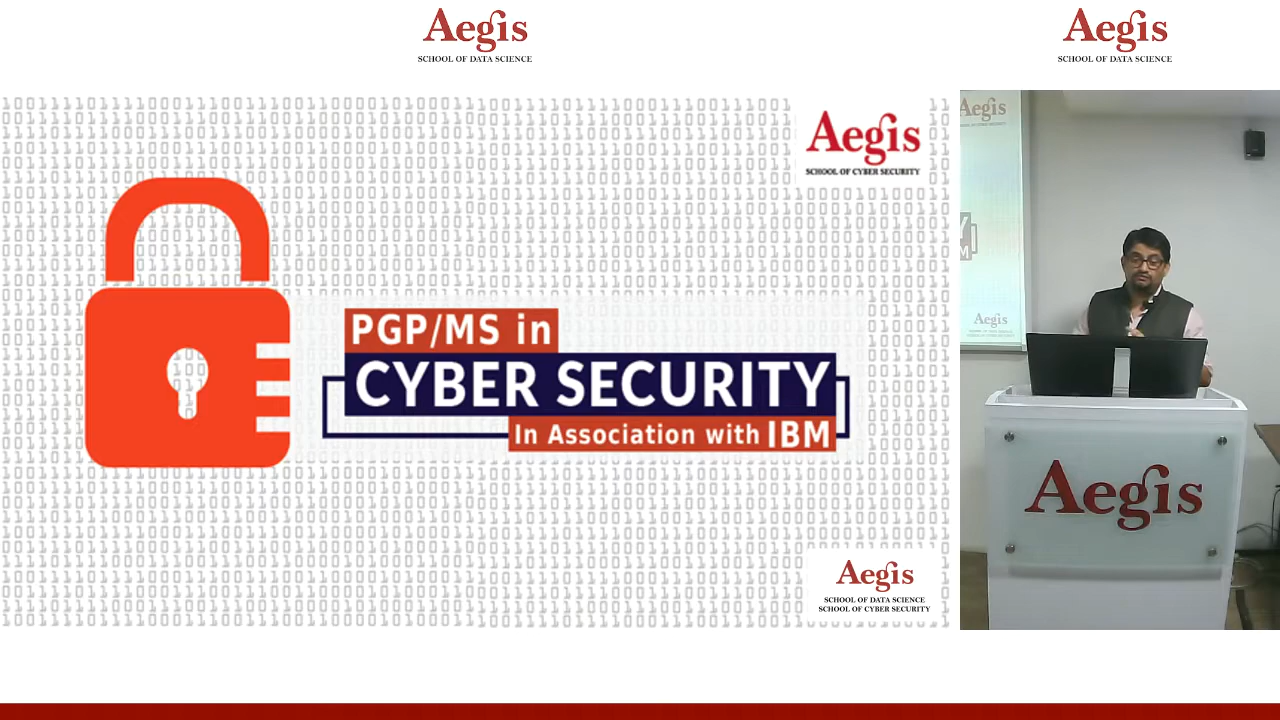 Aegis
SCHOOL OF DATA SCIENCE
Aegis
SCHOOL OF DATA SCIENCE
Aegis
SCHOOL OF CYBER SECURITY
PGP/MS in
CYBER SECURITY
In Association with IBM
Aegis
SCHOOL OF DATA SCIENCE
SCHOOL OF CYBER SECURITY
Aegis
Aegis
Aegis